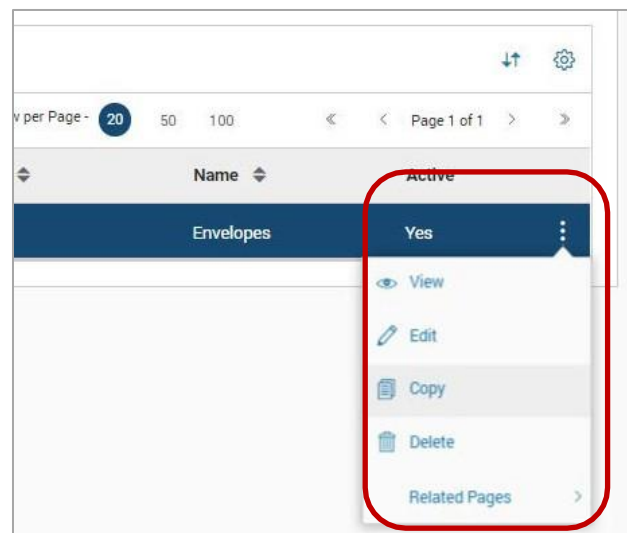 v per Page - 20 50 100 « < Page 1 of 1 > »
Name Active
Envelopes Yes
View
Edit
Copy
Delete
Related Pages >